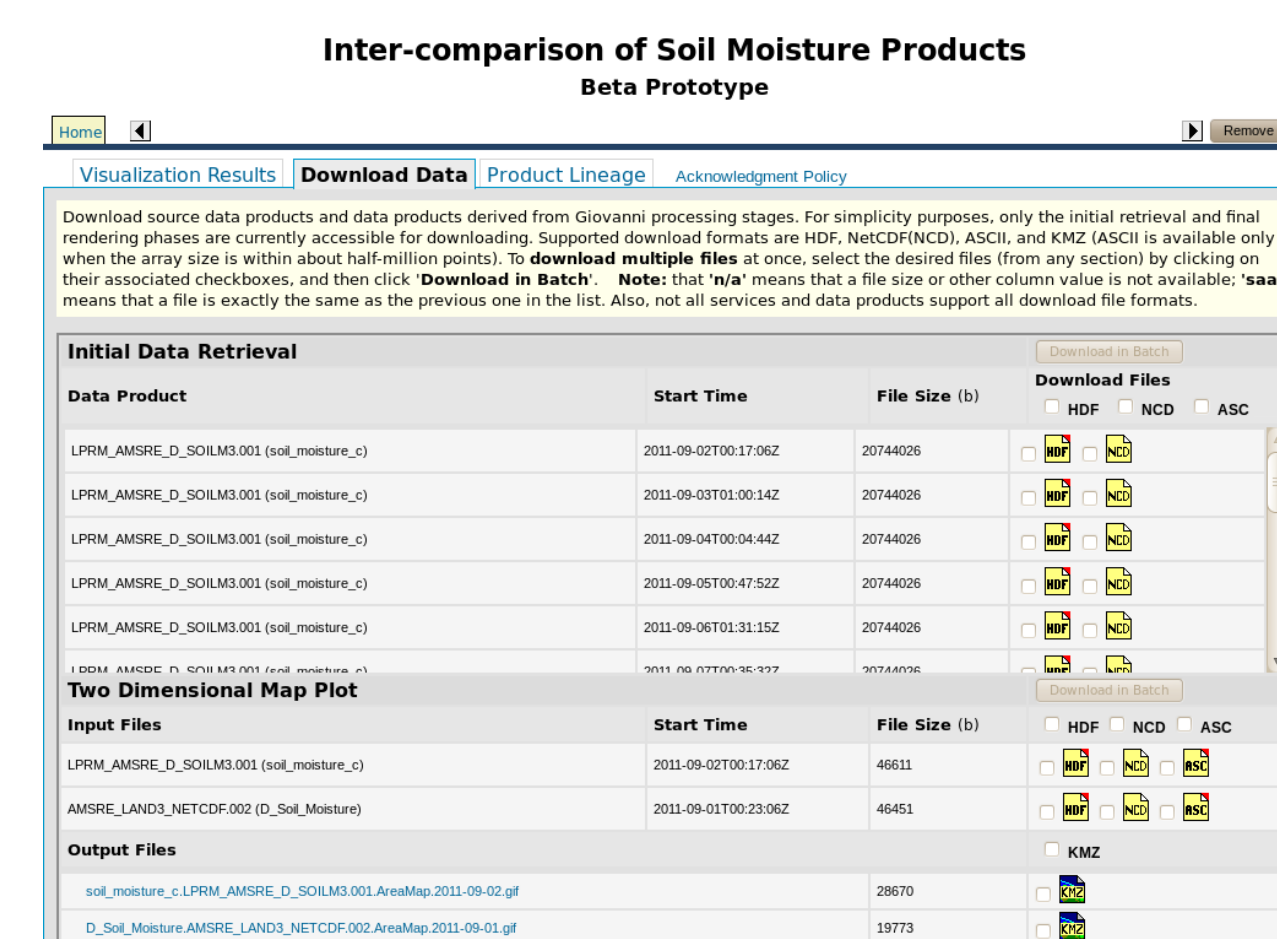 Inter-comparison of Soil Moisture Products
Beta Prototype
Home Remove
Visualization Results Download Data Product Lineage Acknowledgment Policy
Download source data products and data products derived from Giovanni processing stages. For simplicity purposes, only the initial retrieval and final
rendering phases are currently accessible for downloading. Supported download formats are HDF, NetCDF(NCD), ASCII, and KMZ (ASCII is available only
when the array size is within about half-million points). To download multiple files at once, select the desired files (from any section) by clicking on
their associated checkboxes, and then click 'Download in Batch'. Note: that 'n/a' means that a file size or other column value is not available; 'saa
means that a file is exactly the same as the previous one in the list. Also, not all services and data products support all download file formats.
Initial Data Retrieval Download in Batch
Data Product Start Time File Size (b) Download Files
HDF NCD ASC
LPRM_AMSRE_D_SOILM3.001 (soil_moisture_c) 2011-09-02T00:17:06Z 20744026 HDF NCD
LPRM_AMSRE_D_SOILM3.001 (soil_moisture_c) 2011-09-03T01:00:14Z 20744026 HDF NCD
LPRM_AMSRE_D_SOILM3.001 (soil_moisture_c) 2011-09-04T00:04:44Z 20744026 HDF NCD
LPRM_AMSRE_D_SOILM3.001 (soil_moisture_c) 2011-09-05T00:47:52Z 20744026 HDF NCD
LPRM_AMSRE_D_SOILM3.001 (soil_moisture_c) 2011-09-06T01:31:15Z 20744026 HDF NCD
LPRM_AMSRE_D_SOILM3.001 (soil_moisture_c) 2011-09-07T00:35:32Z 20744026 HDF NCD
Two Dimensional Map Plot Download in Batch
Input Files Start Time File Size (b) HDF NCD ASC
LPRM_AMSRE_D_SOILM3.001 (soil_moisture_c) 2011-09-02T00:17:06Z 46611 HDF NCD ASC
AMSRE_LAND3_NETCDF.002 (D_Soil_Moisture) 2011-09-01T00:23:06Z 46451 HDF NCD ASC
Output Files KMZ
soil_moisture_c.LPRM_AMSRE_D_SOILM3.001.AreaMap.2011-09-02.gif 28670 KMZ
D_Soil_Moisture.AMSRE_LAND3_NETCDF.002.AreaMap.2011-09-01.gif 19773 KMZ